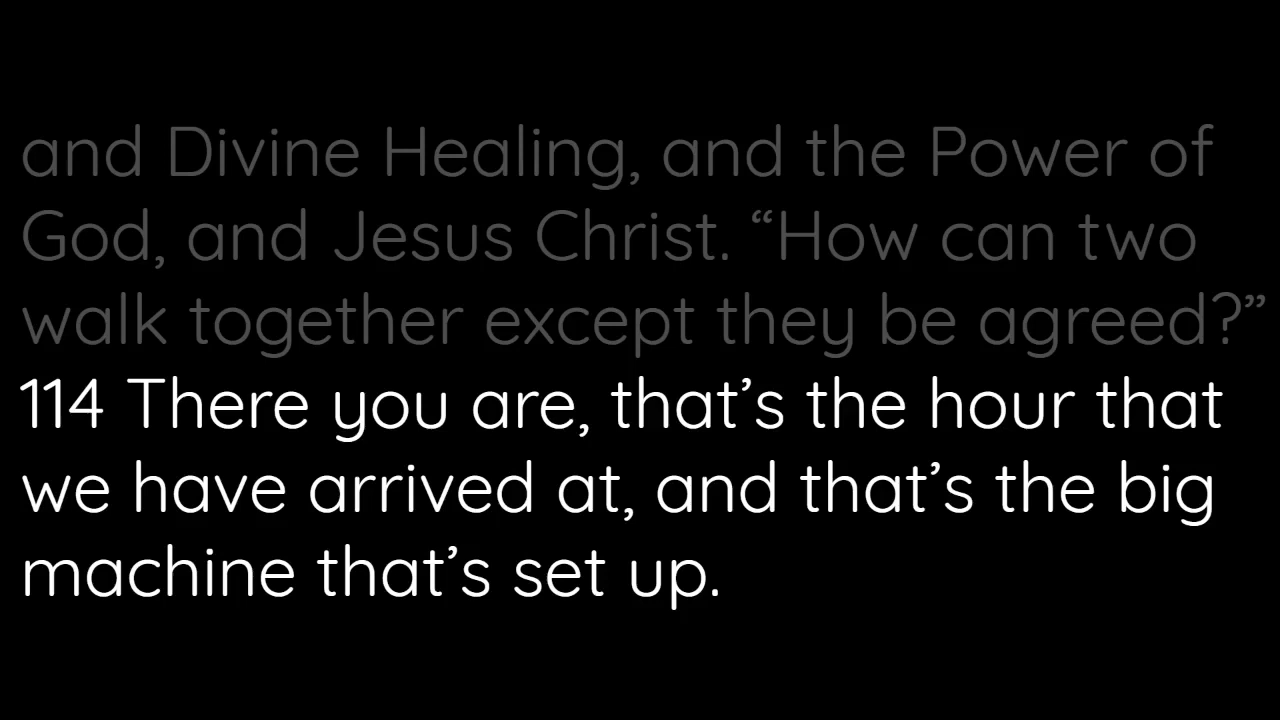 and Divine Healing, and the Power of
God, and Jesus Christ. “How can two
walk together except they be agreed?”
114 There you are, that’s the hour that
we have arrived at, and that’s the big
machine that’s set up.